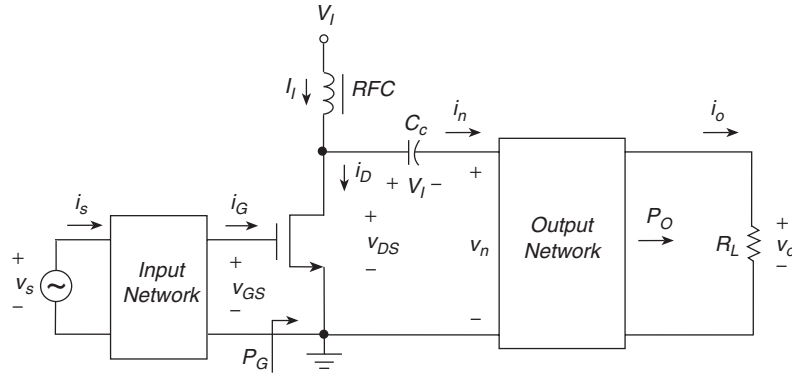 V_I
I_I RFC
C_c i_n i_o
i_D + V_I −
i_s i_G
+ v_s −
Input Network
+ v_GS −
+ v_DS −
+ v_n −
Output Network
P_O
R_L + v_o −
P_G